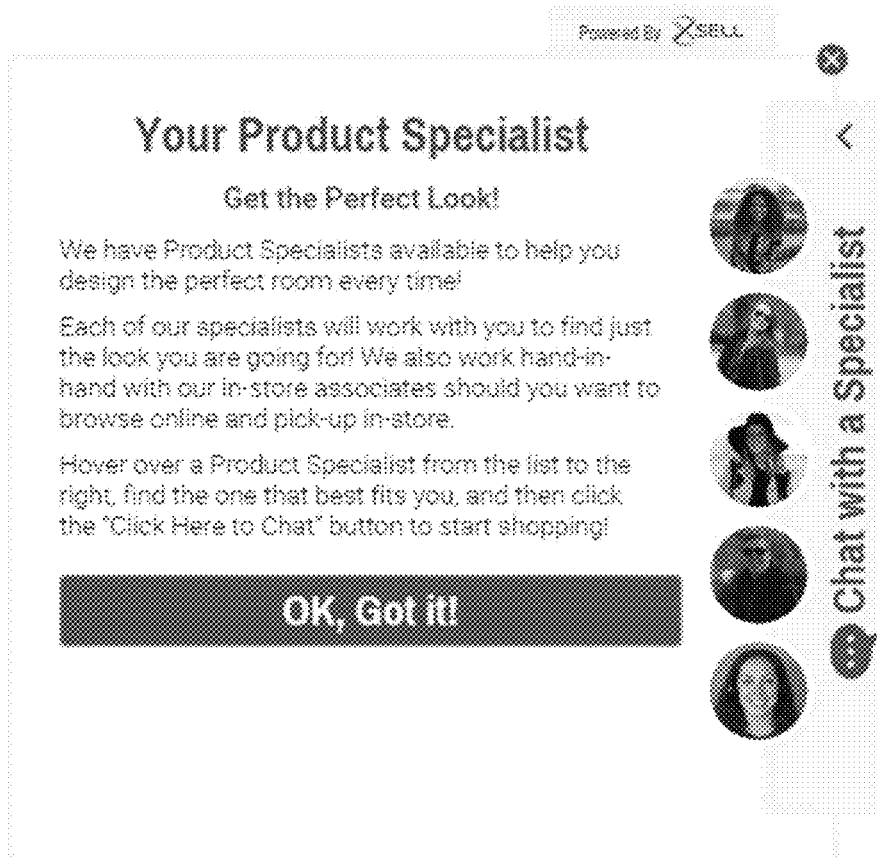 Powered By XSELL
Your Product Specialist
Get the Perfect Look!
We have Product Specialists available to help you
design the perfect room every time!
Each of our specialists will work with you to find just
the look you are going for! We also work hand-in-
hand with our in-store associates should you want to
browse online and pick-up in-store.
Hover over a Product Specialist from the list to the
right, find the one that best fits you, and then click
the "Click Here to Chat" button to start shopping!
OK, Got it!
Chat with a Specialist